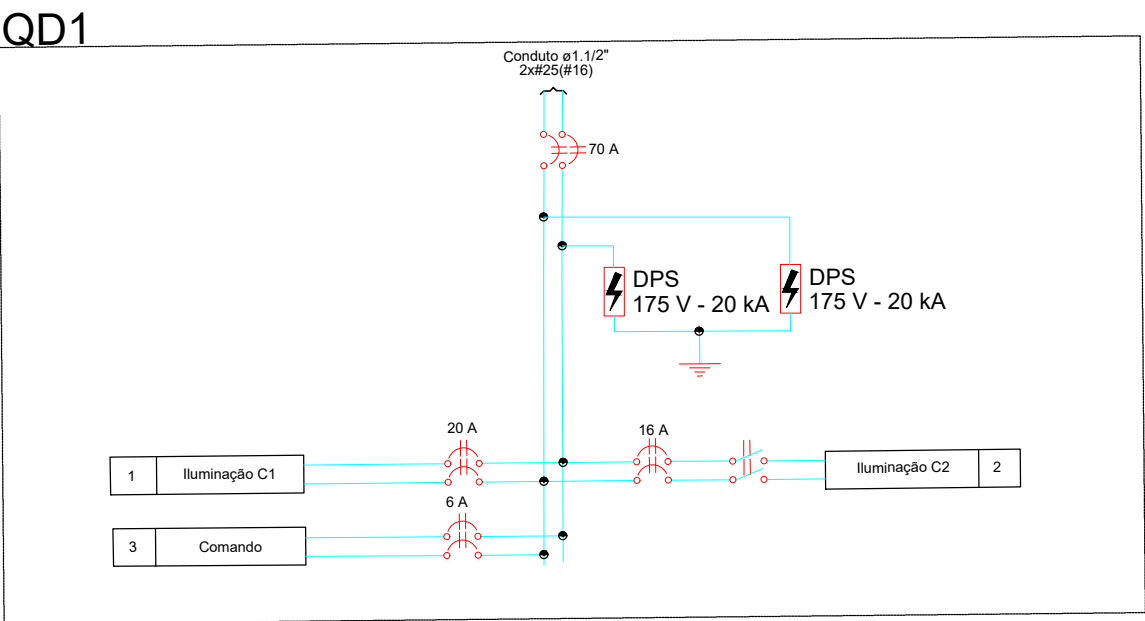 QD1
Conduto ø1.1/2"
2x#25(#16)
70 A
DPS
175 V - 20 kA
DPS
175 V - 20 kA
20 A
16 A
1
Iluminação C1
Iluminação C2
2
6 A
3
Comando